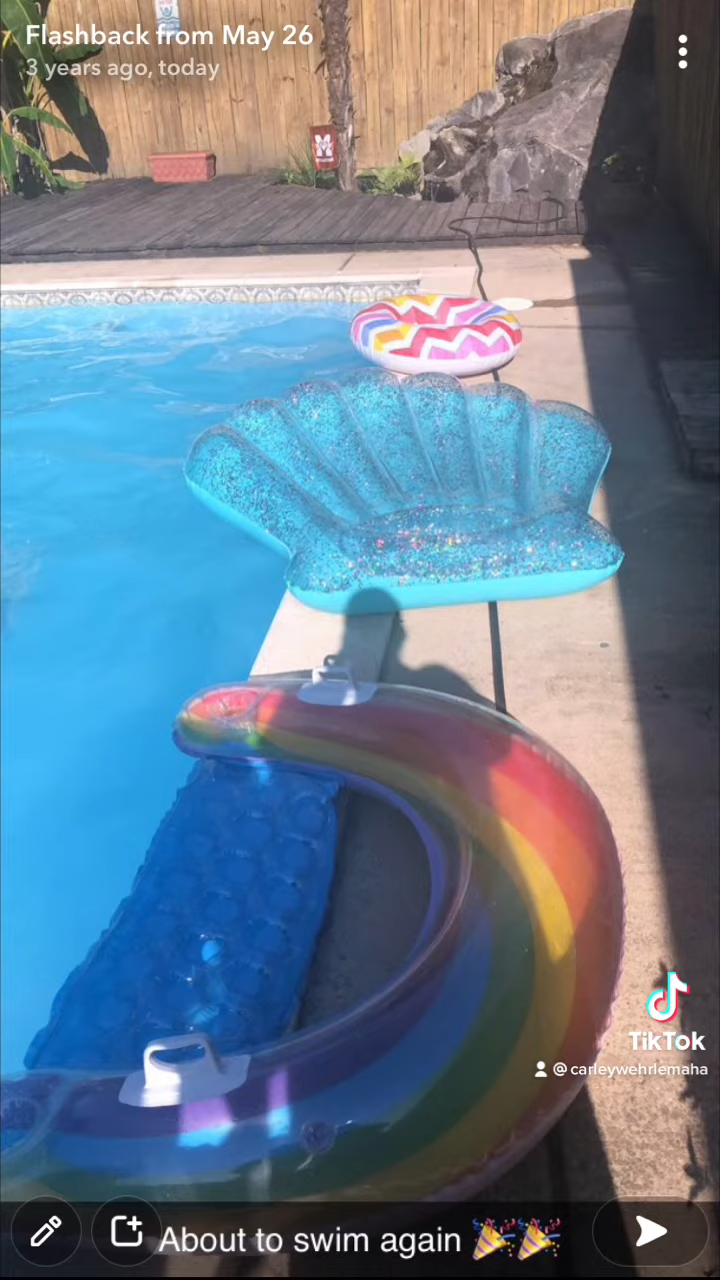 Flashback from May 26
3 years ago, today
TikTok
@carleywehrlemaha
About to swim again 🎉🎉